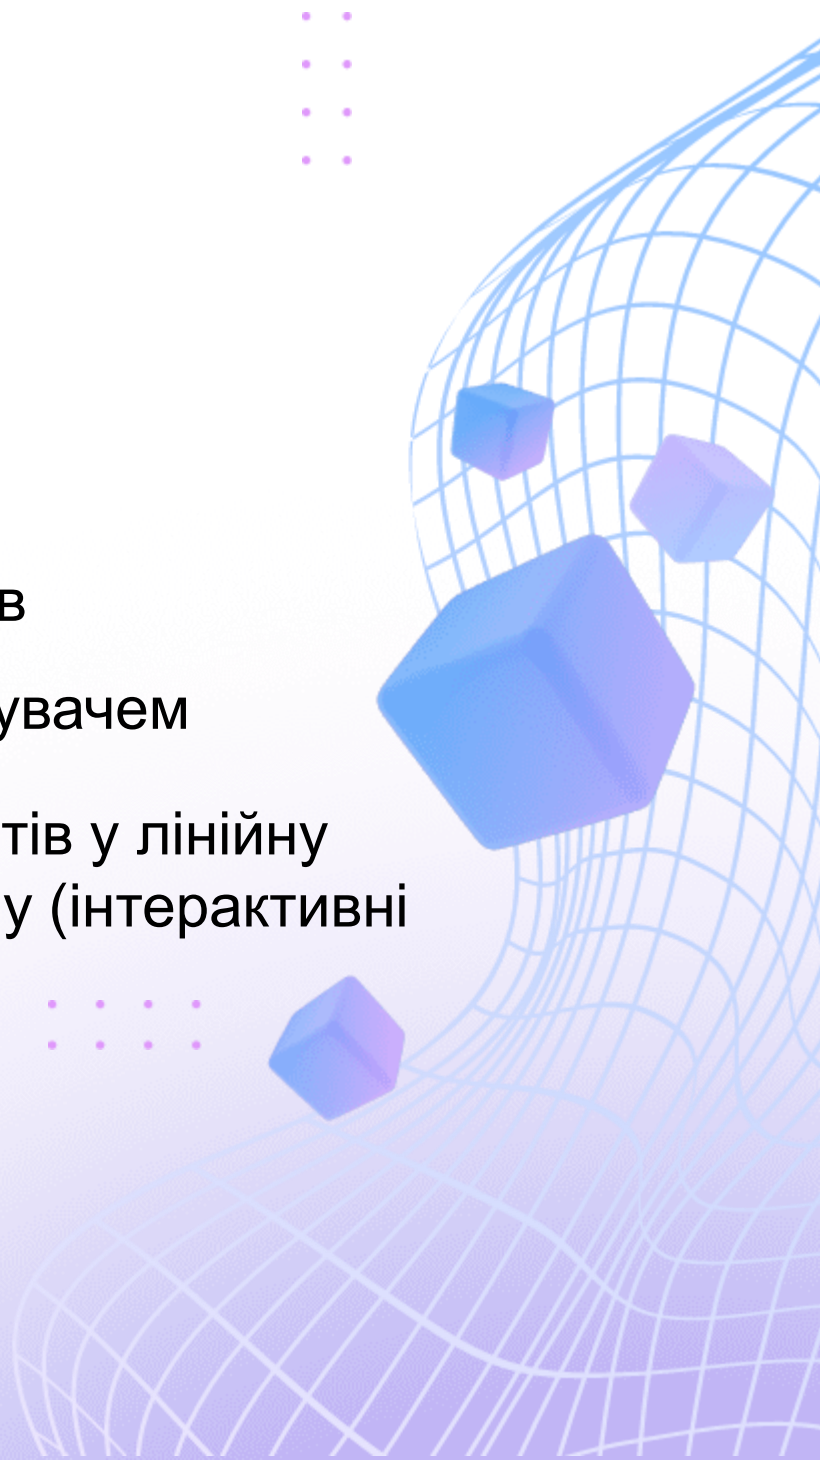 в
увачем
тів у лінійну
у (інтерактивні